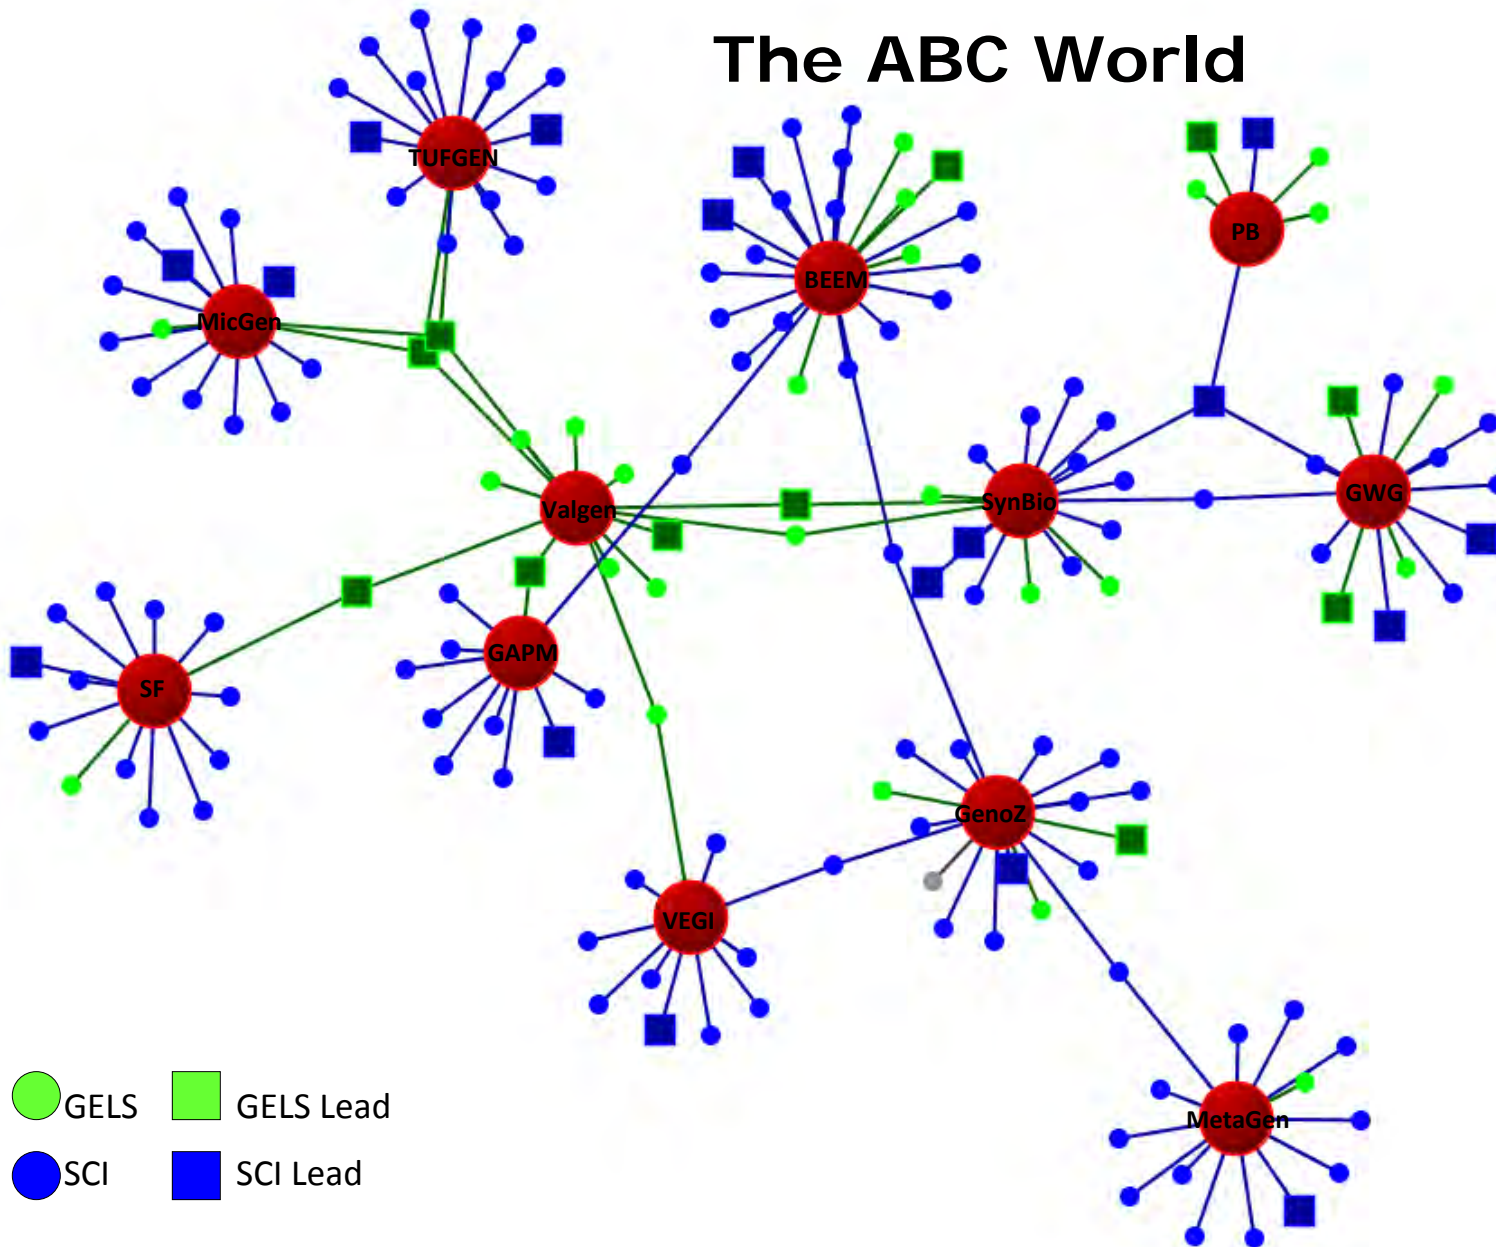 The ABC World
TUFGEN
PB
BEEM
MicGen
GWG
SynBio
Valgen
GAPM
SF
GenoZ
VEGI
MetaGen
GELS
GELS Lead
SCI
SCI Lead